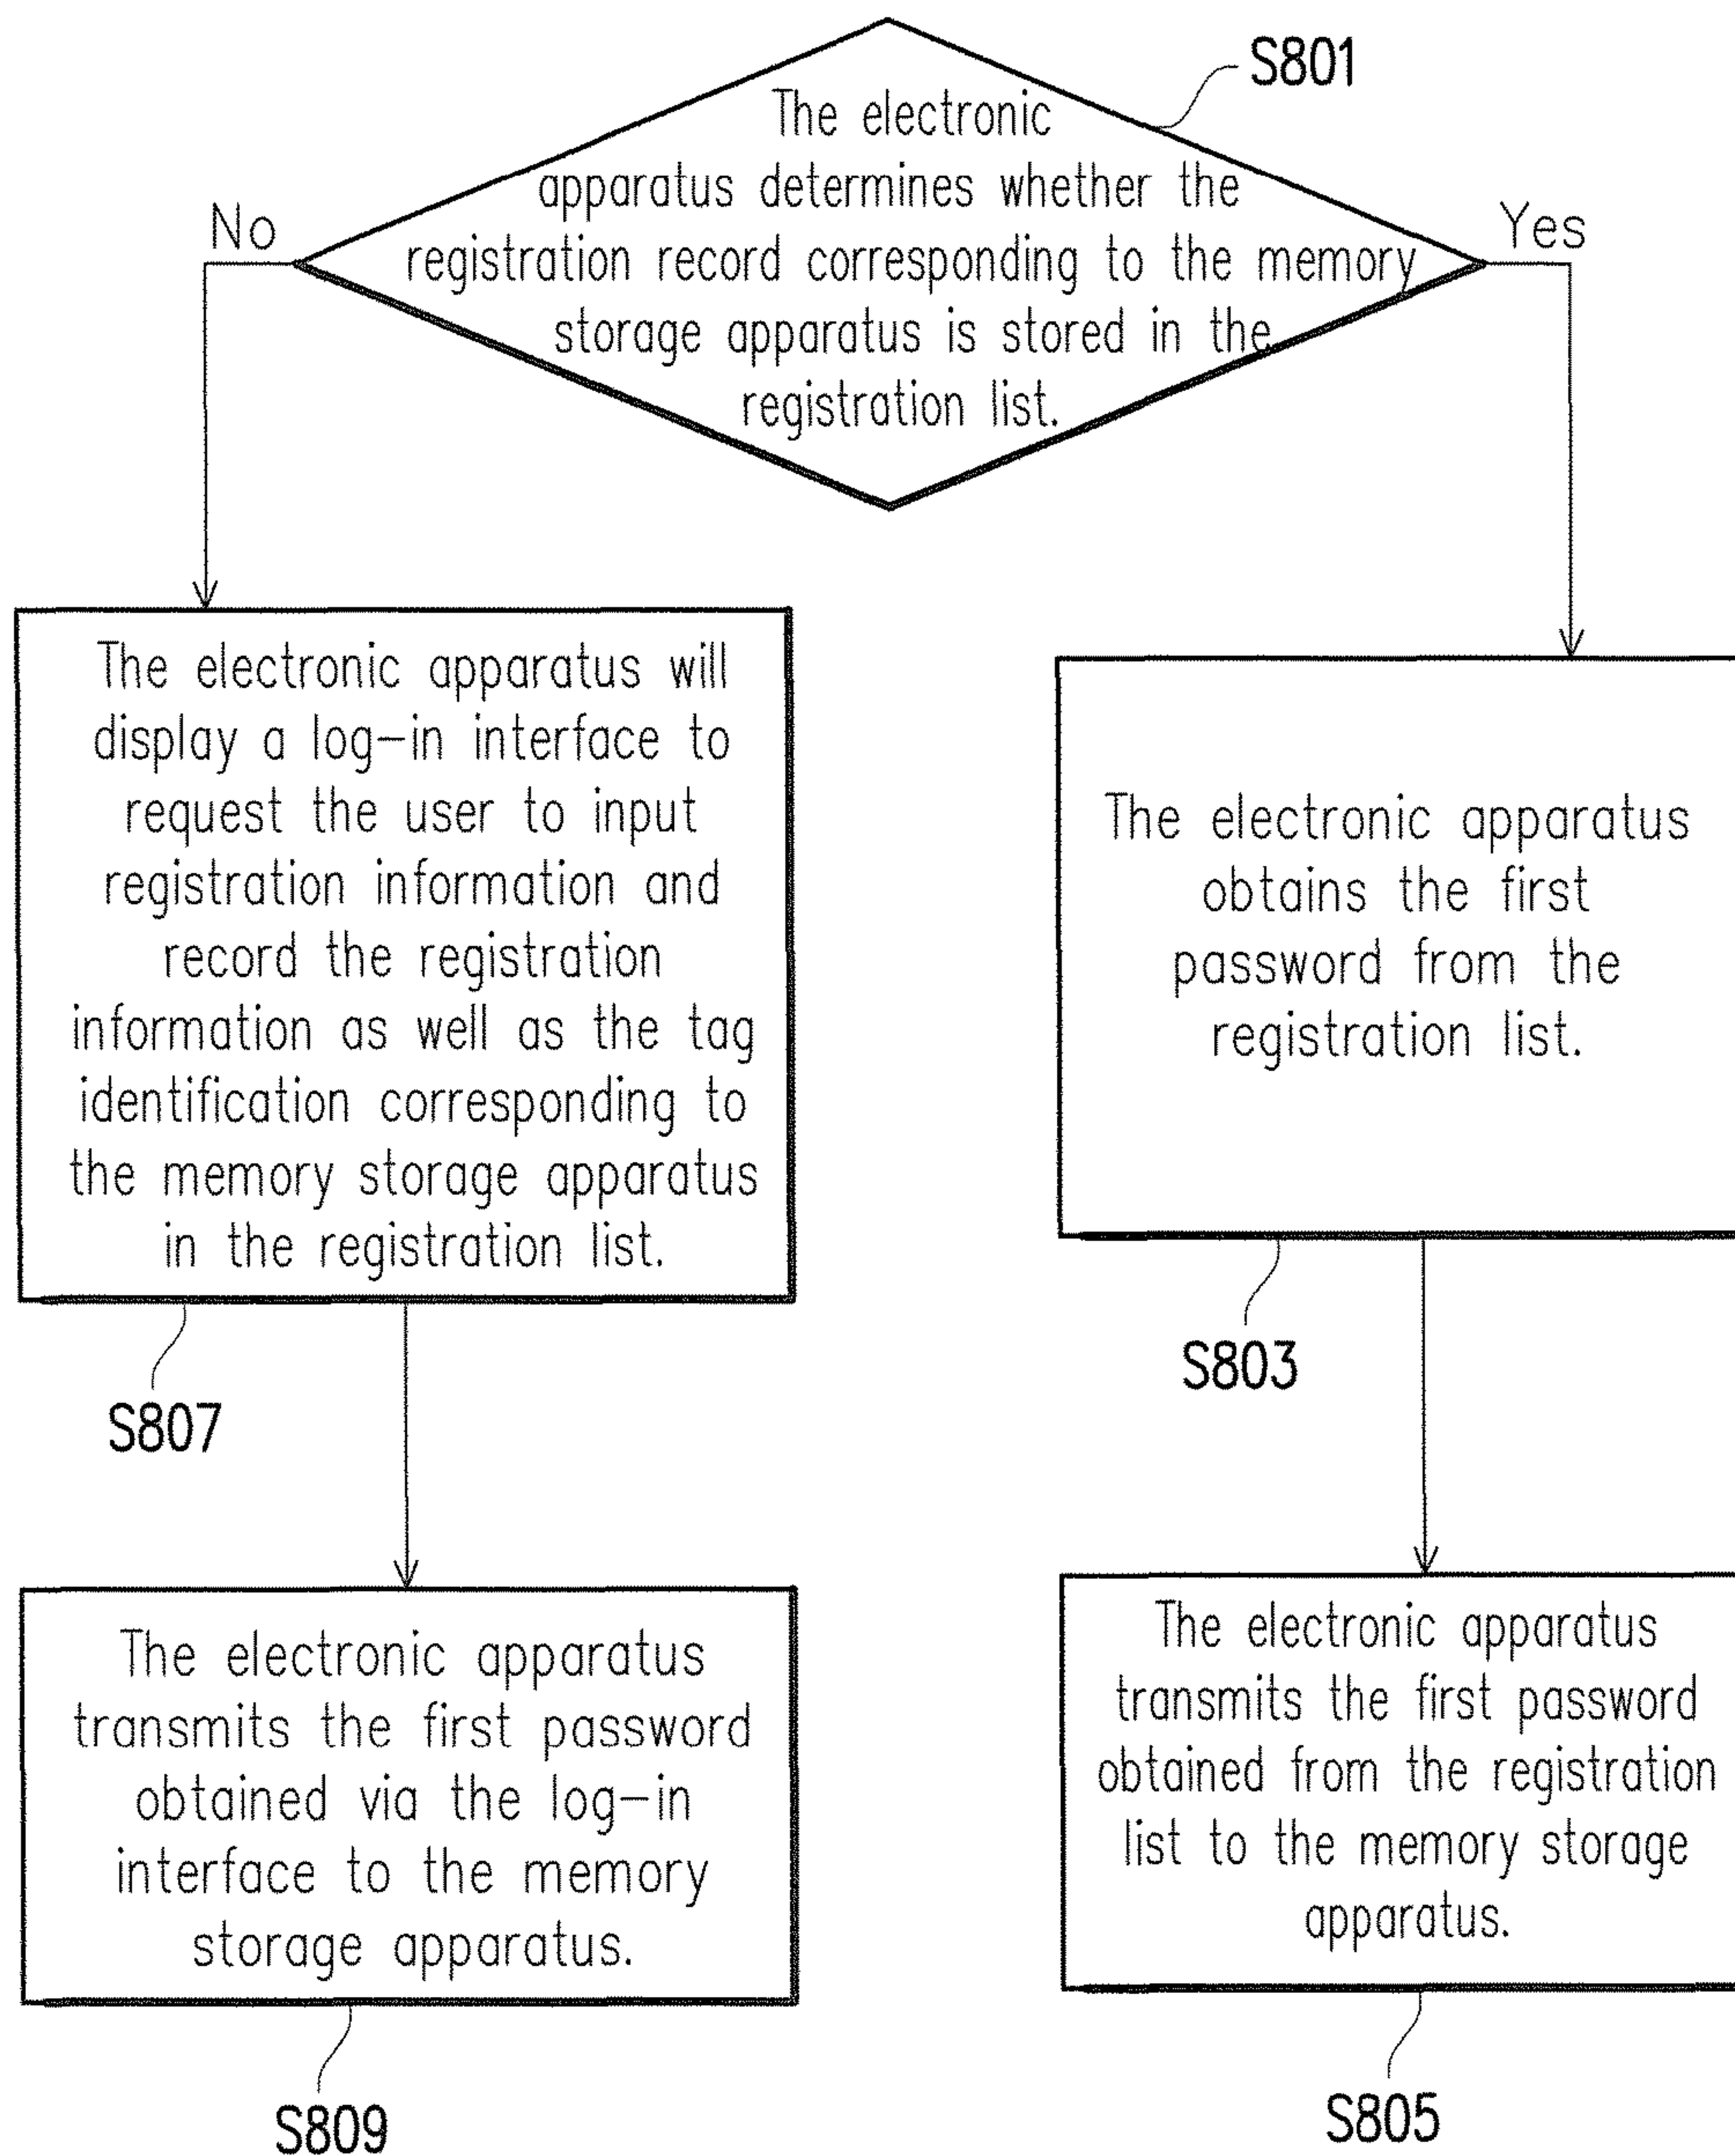 S801
The electronic
apparatus determines whether the
registration record corresponding to the memory
storage apparatus is stored in the
registration list.
No
Yes
The electronic apparatus will
display a log-in interface to
request the user to input
registration information and
record the registration
information as well as the tag
identification corresponding to
the memory storage apparatus
in the registration list.
S807
The electronic apparatus
obtains the first
password from the
registration list.
S803
The electronic apparatus
transmits the first password
obtained via the log-in
interface to the memory
storage apparatus.
S809
The electronic apparatus
transmits the first password
obtained from the registration
list to the memory storage
apparatus.
S805